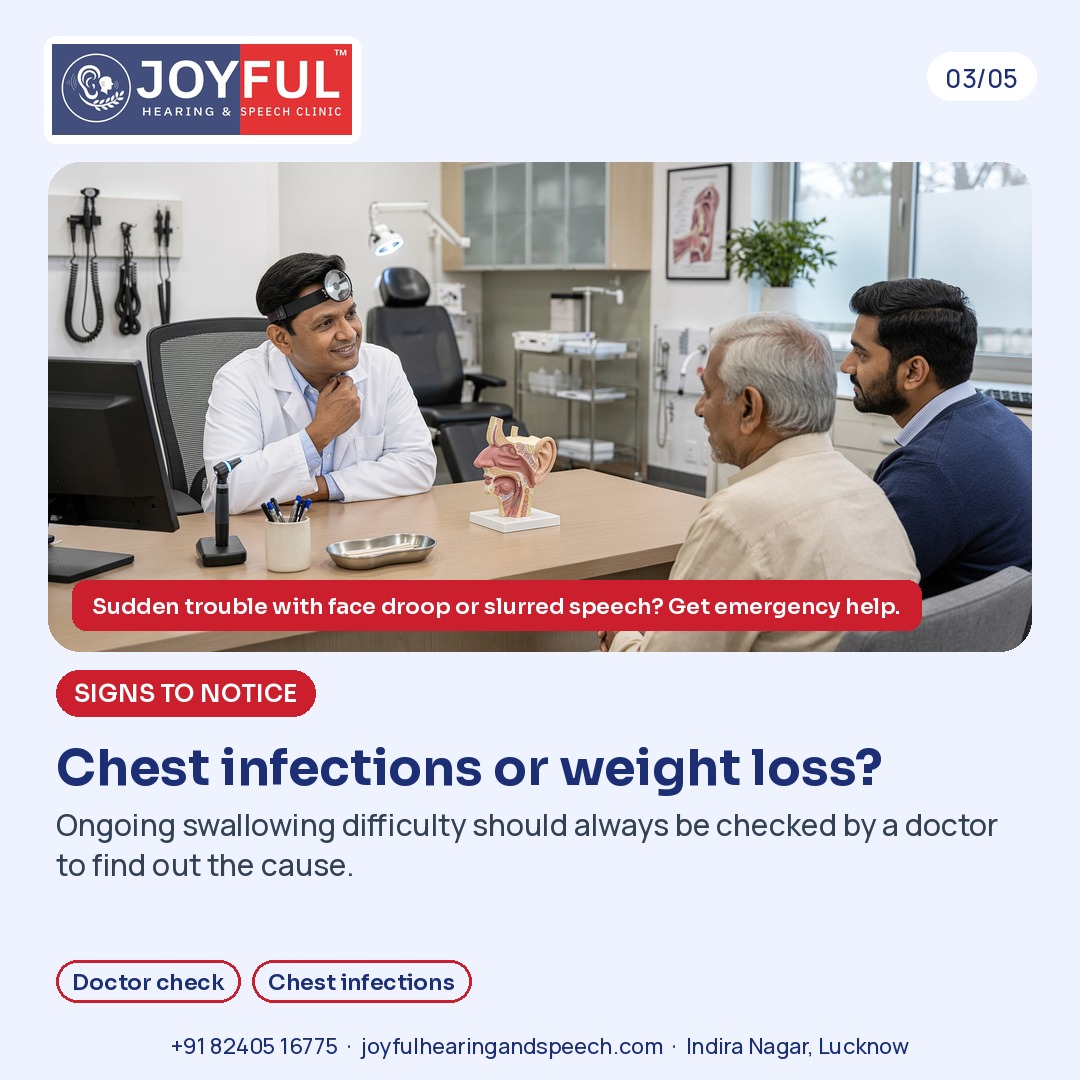 JOYFUL™
HEARING & SPEECH CLINIC
03/05
Sudden trouble with face droop or slurred speech? Get emergency help.
SIGNS TO NOTICE
Chest infections or weight loss?
Ongoing swallowing difficulty should always be checked by a doctor
to find out the cause.
Doctor check
Chest infections
+91 82405 16775 · joyfulhearingandspeech.com · Indira Nagar, Lucknow